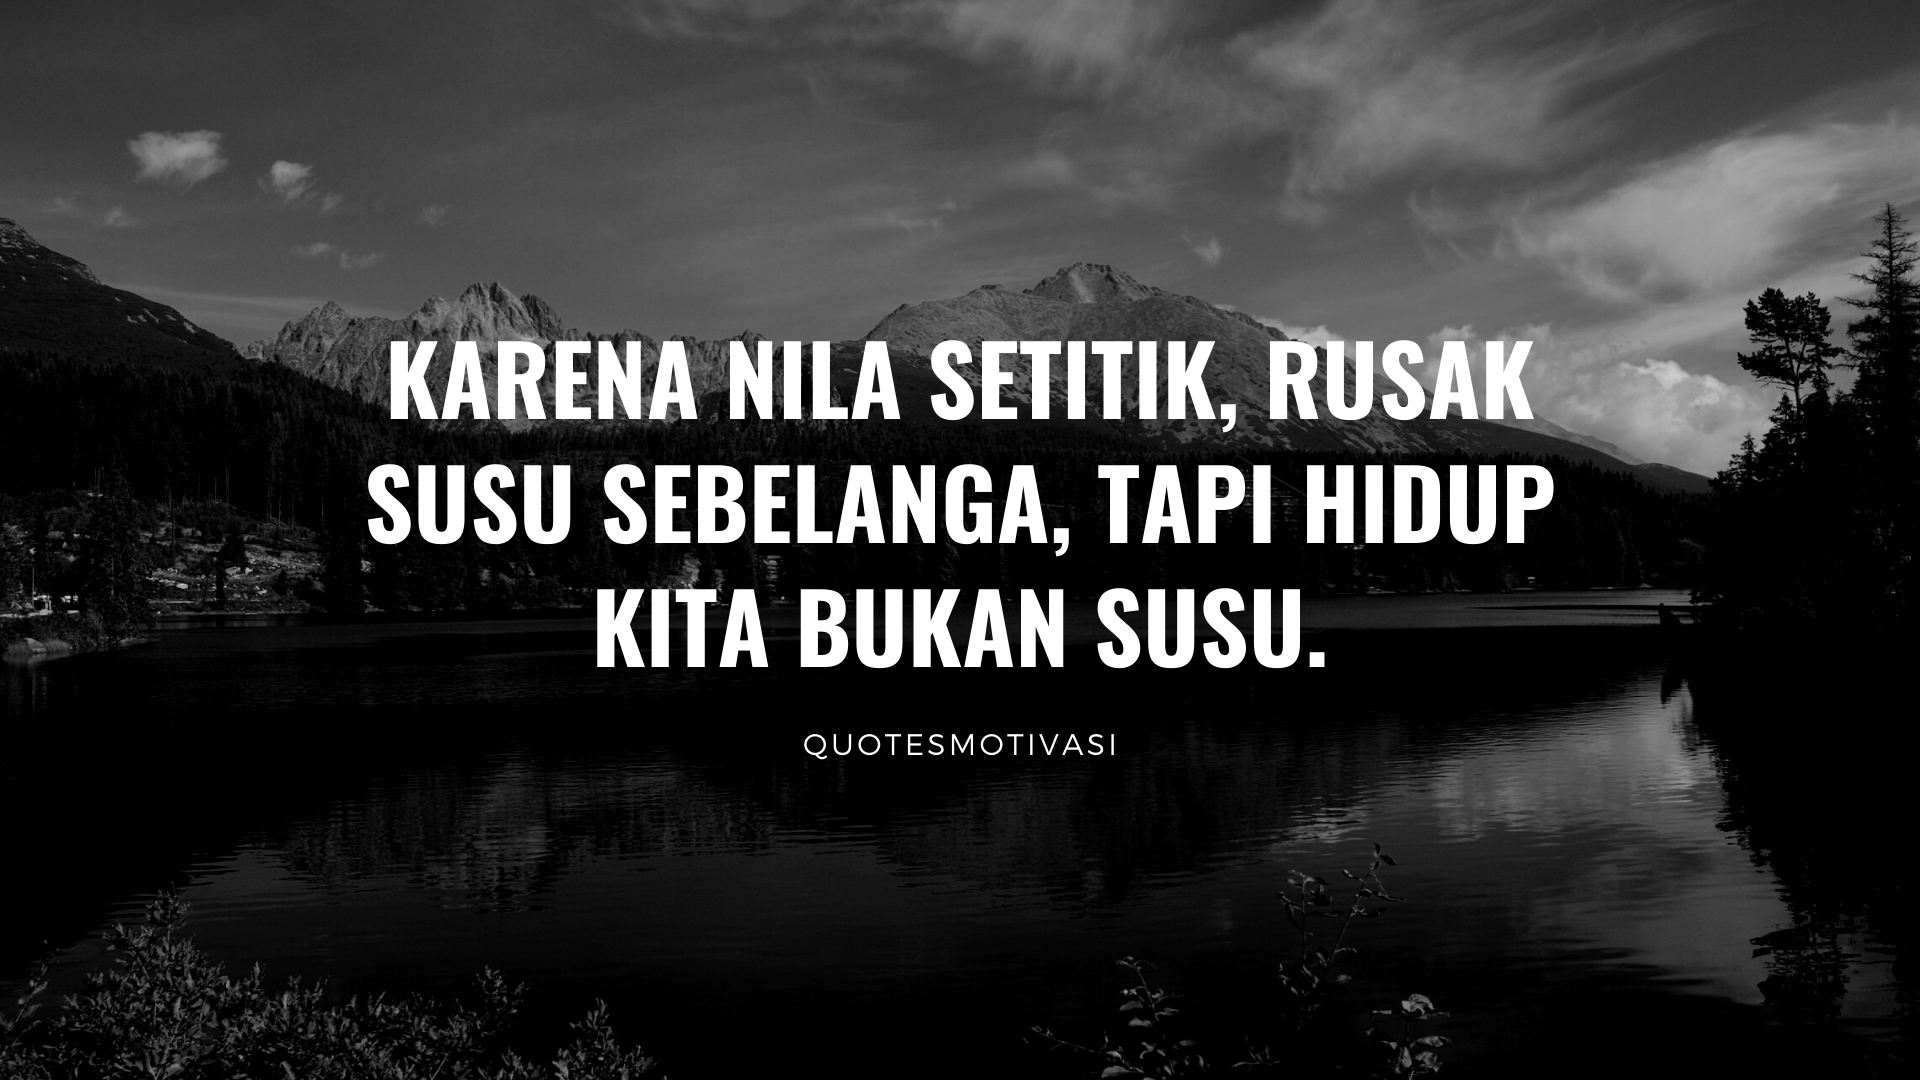 KARENA NILA SETITIK, RUSAK
SUSU SEBELANGA, TAPI HIDUP
KITA BUKAN SUSU.
QUOTESMOTIVASI